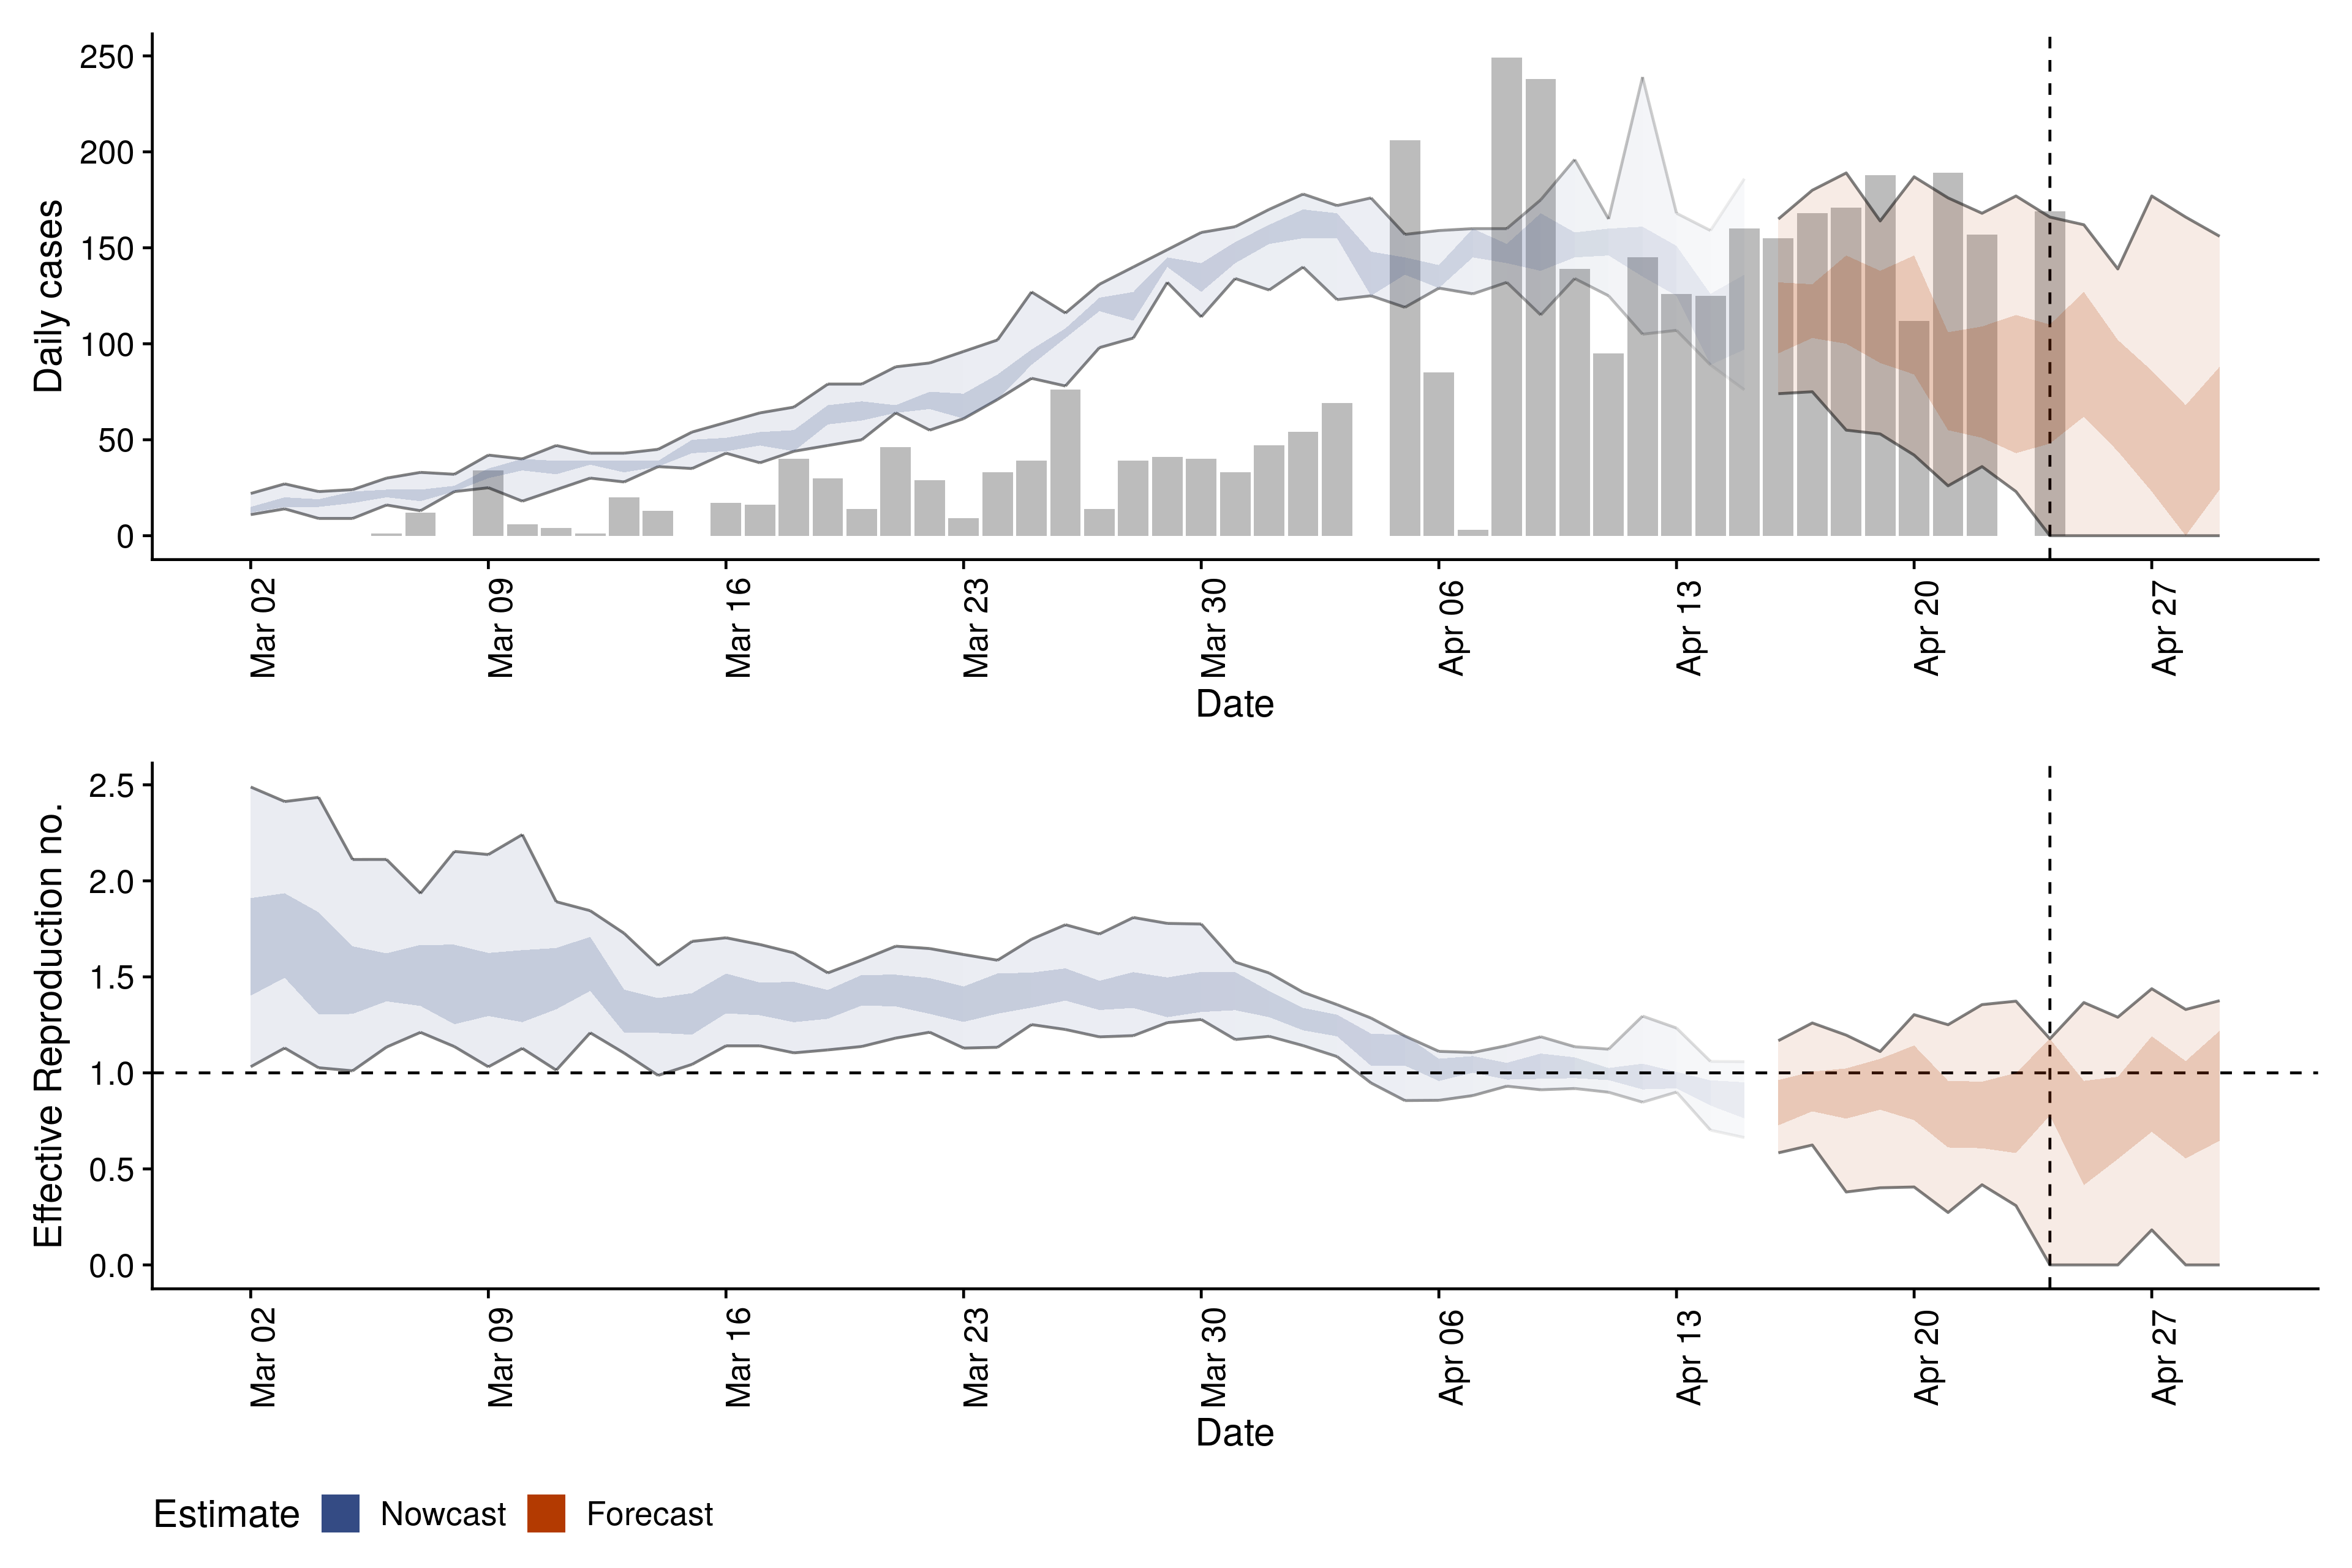 250
200
150
100
50
0
Daily cases
Mar 02 Mar 09 Mar 16 Mar 23 Mar 30 Apr 06 Apr 13 Apr 20 Apr 27
Date
2.5
2.0
1.5
1.0
0.5
0.0
Effective Reproduction no.
Mar 02 Mar 09 Mar 16 Mar 23 Mar 30 Apr 06 Apr 13 Apr 20 Apr 27
Date
Estimate Nowcast Forecast